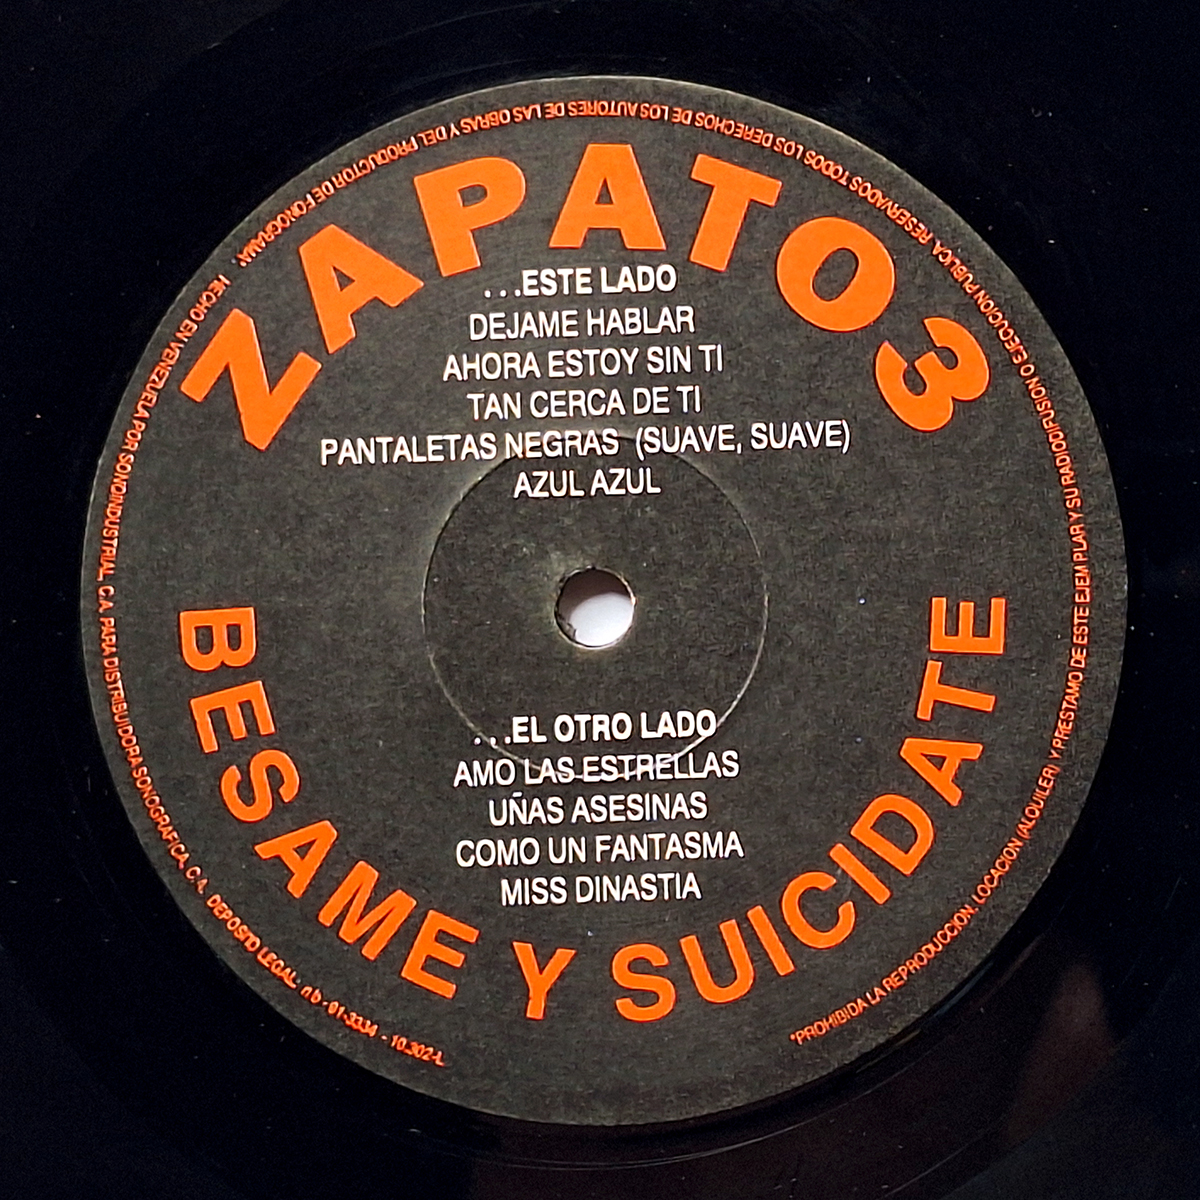 ZAPATO 3
...ESTE LADO
DEJAME HABLAR
AHORA ESTOY SIN TI
TAN CERCA DE TI
PANTALETAS NEGRAS (SUAVE, SUAVE)
AZUL AZUL
...EL OTRO LADO
AMO LAS ESTRELLAS
UÑAS ASESINAS
COMO UN FANTASMA
MISS DINASTIA
BESAME Y SUICIDATE
"PROHIBIDA LA REPRODUCCION, LOCACION (ALQUILER) Y PRESTAMO DE ESTE EJEMPLAR Y SU RADIODIFUSION O EJECUCION PUBLICA. RESERVADOS TODOS LOS DERECHOS DE LOS AUTORES DE LAS OBRAS Y DEL PRODUCTOR DE FONOGRAMA". HECHO EN VENEZUELA POR SONOINDUSTRIAL, C.A. PARA DISTRIBUIDORA SONOGRAFICA, C.A. DEPOSITO LEGAL. nb - 91-3334 - 10.302-L